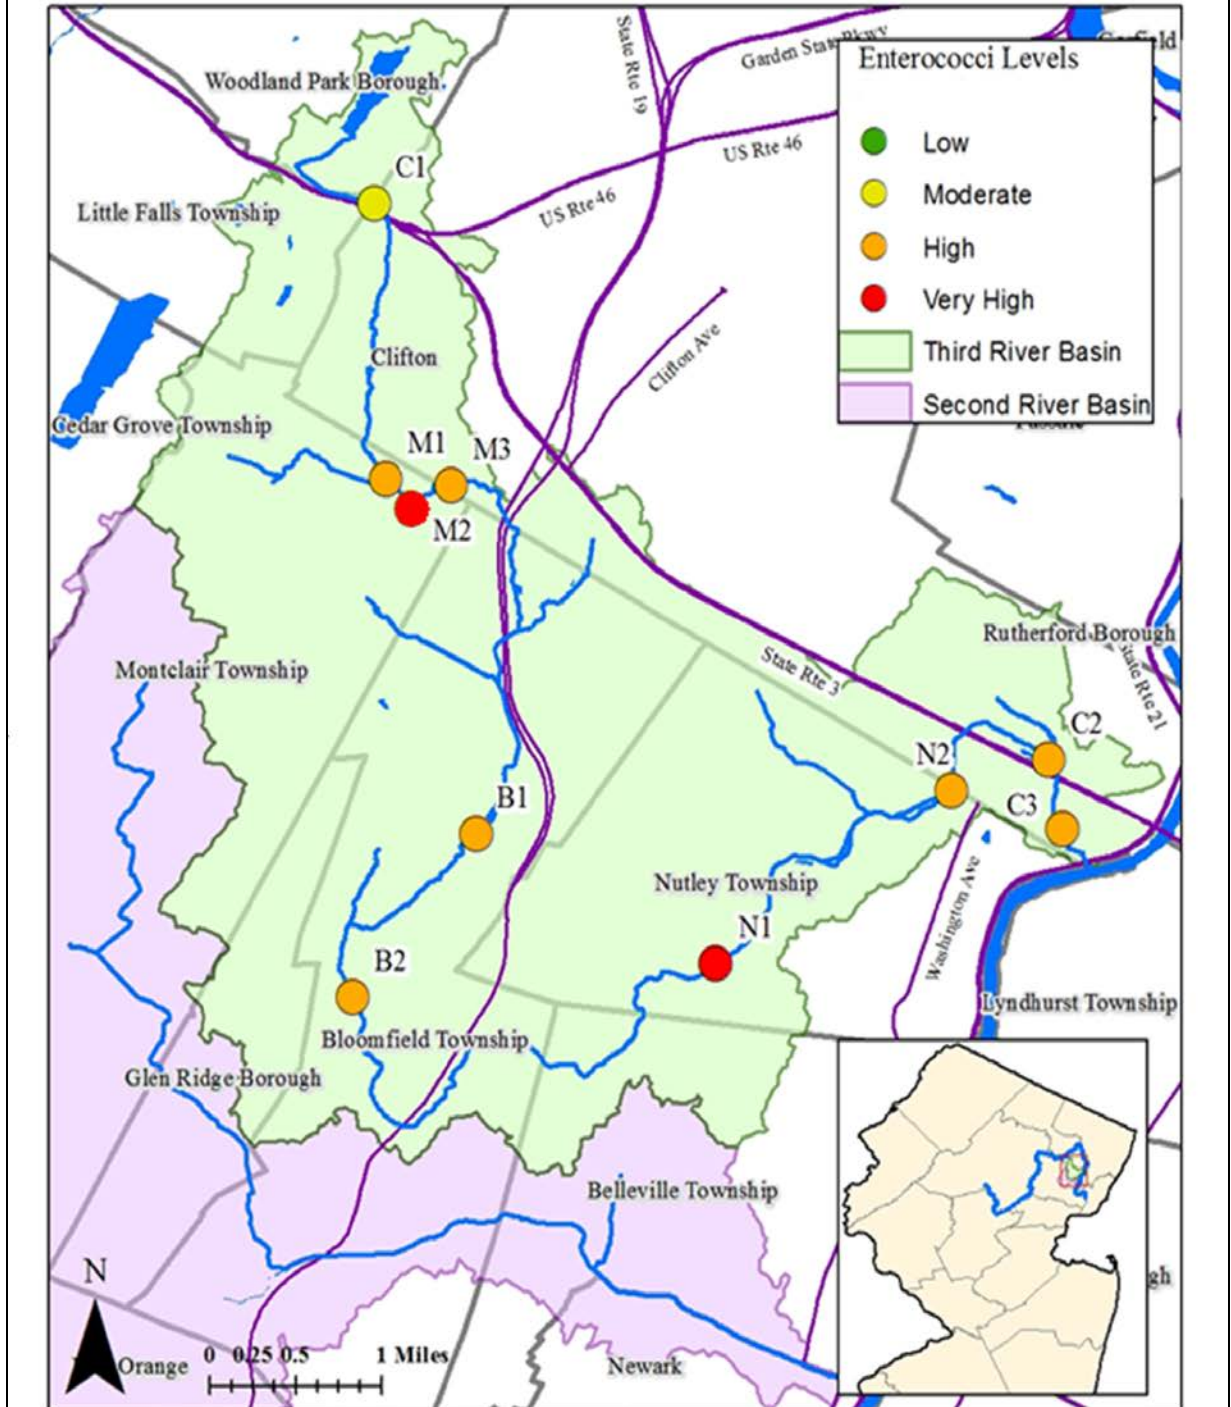 State Rte 19
Garden State Pkwy
Garfield
Enterococci Levels
Woodland Park Borough
Low
US Rte 46
C1
Moderate
US Rte 46
Little Falls Township
High
Very High
Clifton Ave
Clifton
Third River Basin
Second River Basin
Cedar Grove Township
Passaic
M1
M3
M2
Rutherford Borough
Montclair Township
State Rte 3
State Rte 21
C2
N2
C3
B1
Nutley Township
Washington Ave
N1
B2
Lyndhurst Township
Bloomfield Township
Glen Ridge Borough
Belleville Township
N
gh
Orange
0 0.25 0.5 1 Miles
Newark